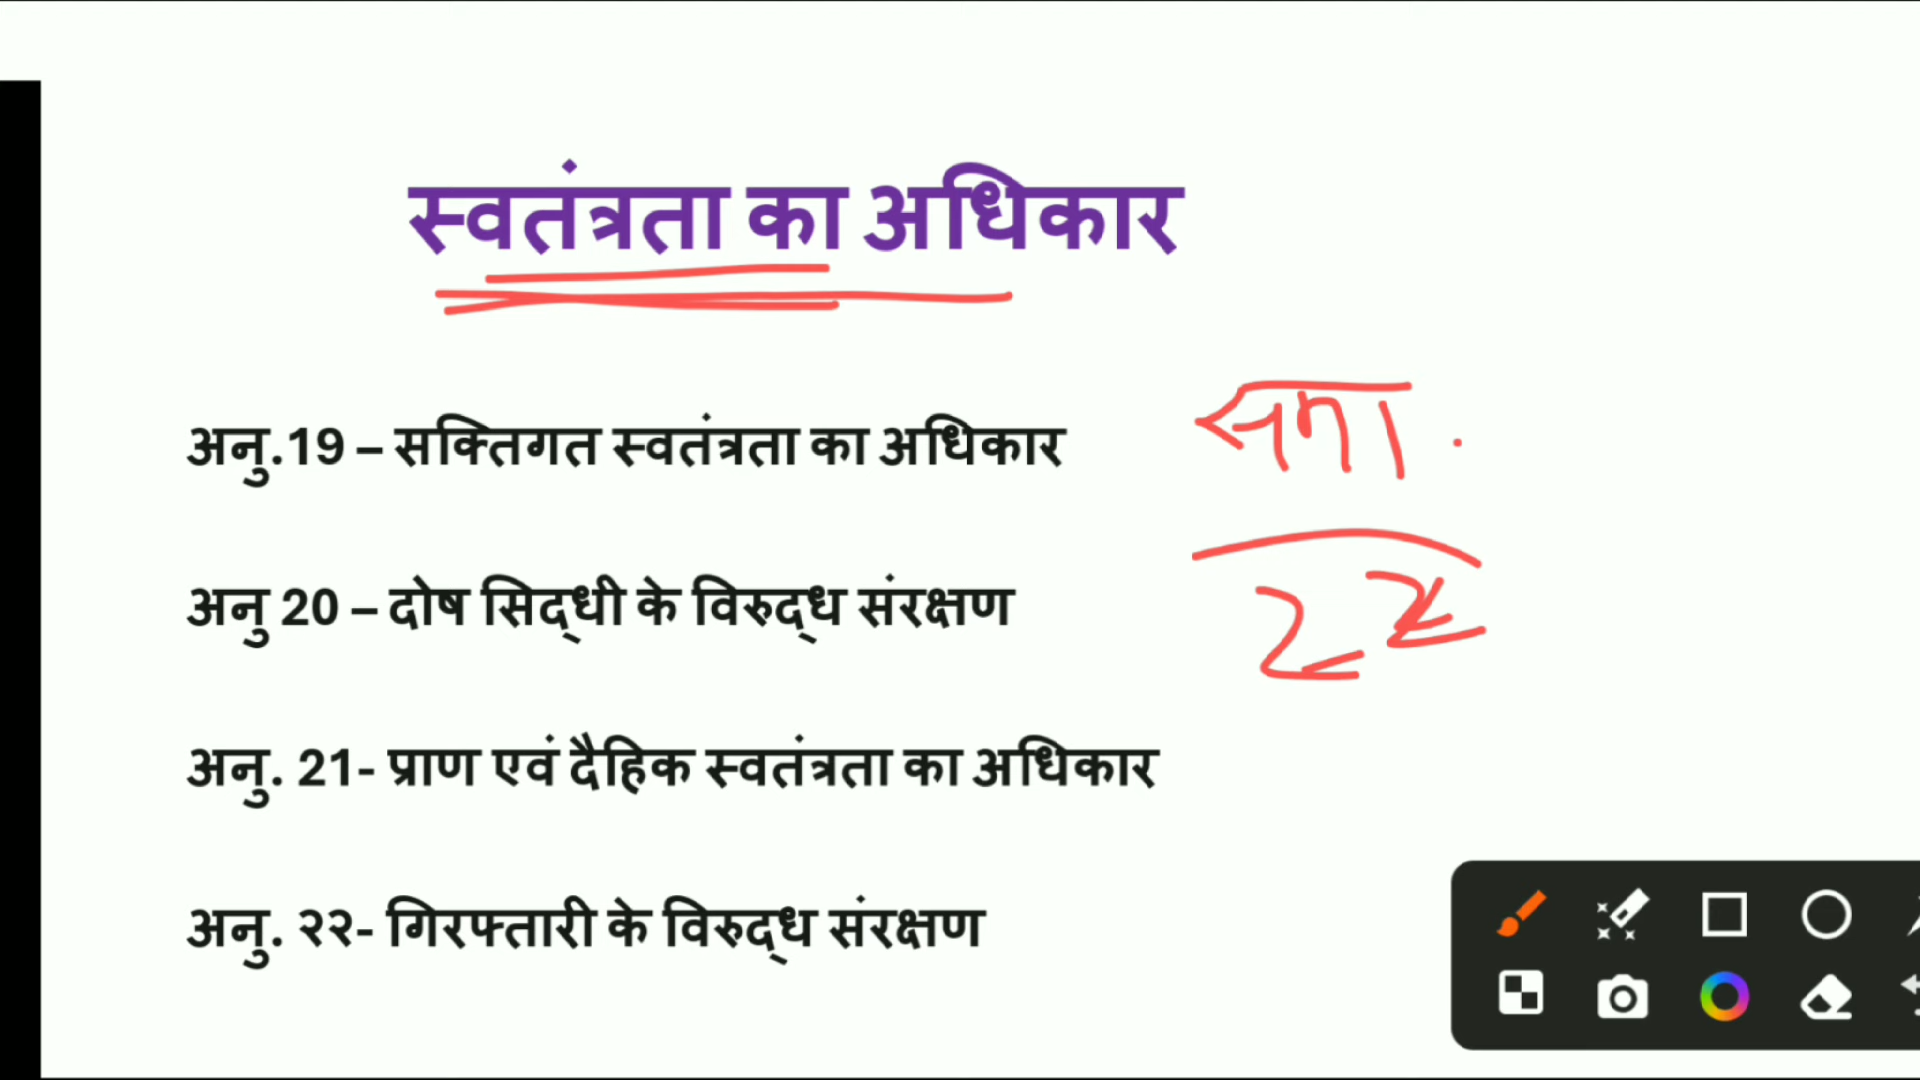 स्वतंत्रता का अधिकार
अनु.19 – सक्तिगत स्वतंत्रता का अधिकार
अनु 20 – दोष सिद्धी के विरुद्ध संरक्षण
22
अनु. 21- प्राण एवं दैहिक स्वतंत्रता का अधिकार
अनु. २२- गिरफ्तारी के विरुद्ध संरक्षण